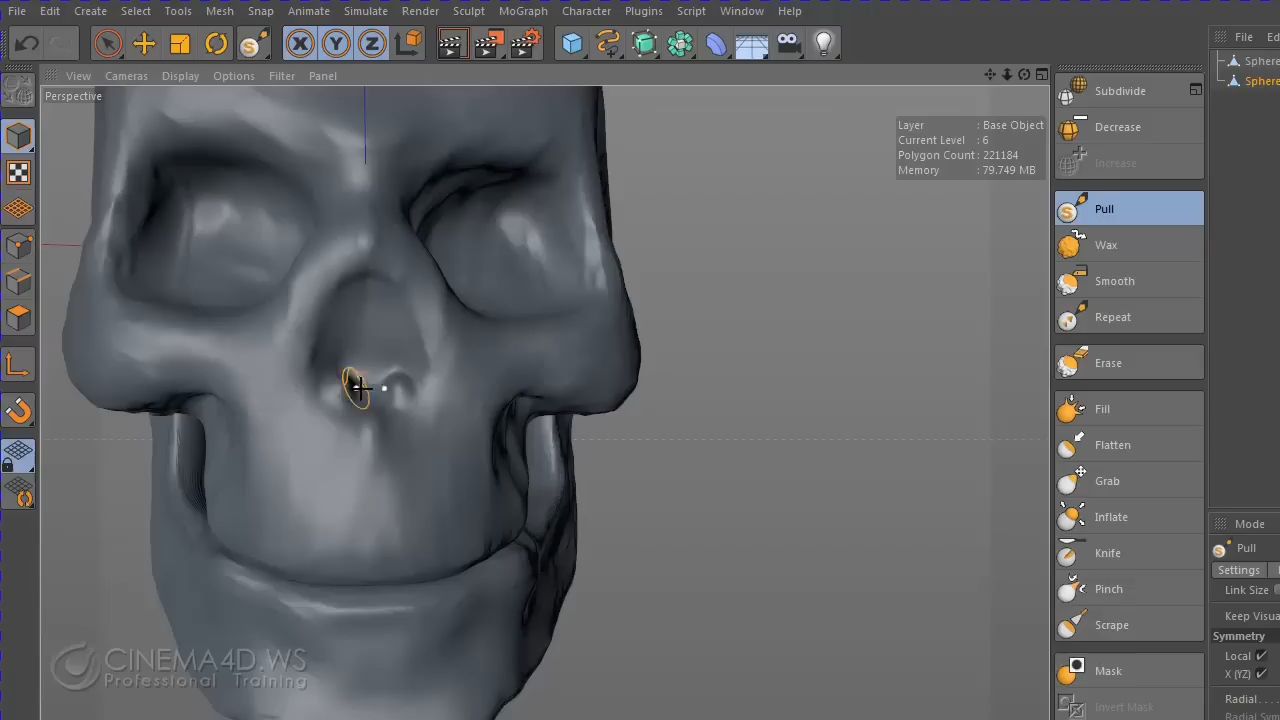 File Edit Create Select Tools Mesh Snap Animate Simulate Render Sculpt MoGraph Character Plugins Script Window Help
File Ed
View Cameras Display Options Filter Panel
Perspective
Sphere
Sphere
Layer : Base Object
Current Level : 6
Polygon Count : 221184
Memory : 79.749 MB
Subdivide
Decrease
Increase
Pull
Wax
Smooth
Repeat
Erase
Fill
Flatten
Grab
Inflate
Knife
Pinch
Scrape
Mask
Invert Mask
Mode
Pull
Settings
Link Size
Keep Visua
Symmetry
Local
X (YZ)
Radial
Radial Sym
CINEMA4D.WS
Professional Training